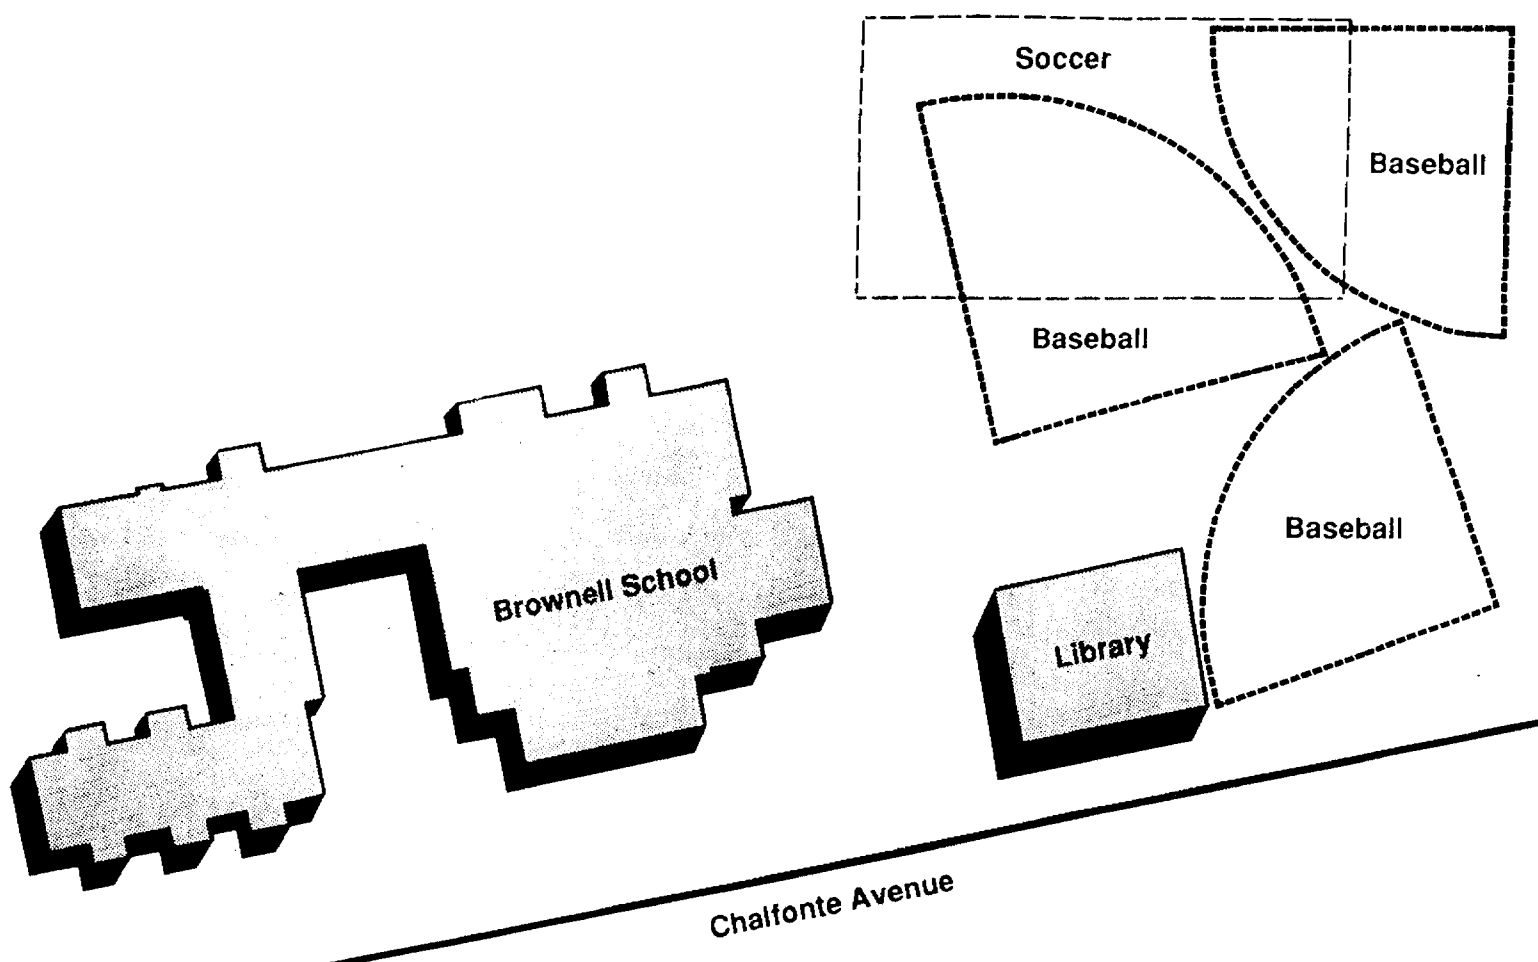 Soccer
Baseball
Baseball
Baseball
Brownell School
Library
Chalfonte Avenue